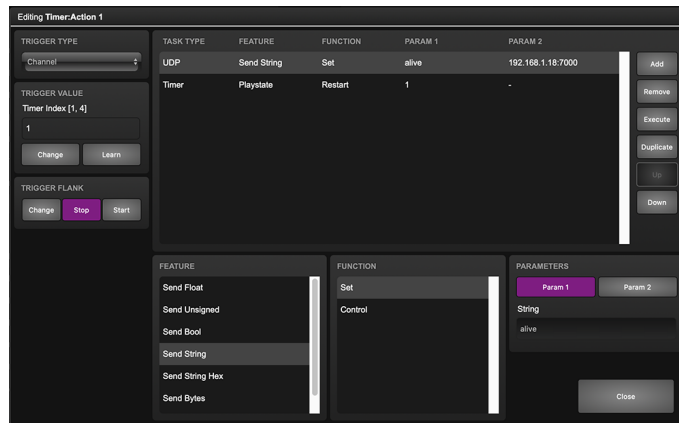 Editing Timer:Action 1
TRIGGER TYPE
Channel
TRIGGER VALUE
Timer Index [1, 4]
1
Change Learn
TRIGGER FLANK
Change Stop Start
TASK TYPE FEATURE FUNCTION PARAM 1 PARAM 2
UDP Send String Set alive 192.168.1.18:7000
Timer Playstate Restart 1 -
Add
Remove
Execute
Duplicate
Up
Down
FEATURE
Send Float
Send Unsigned
Send Bool
Send String
Send String Hex
Send Bytes
FUNCTION
Set
Control
PARAMETERS
Param 1 Param 2
String
alive
Close